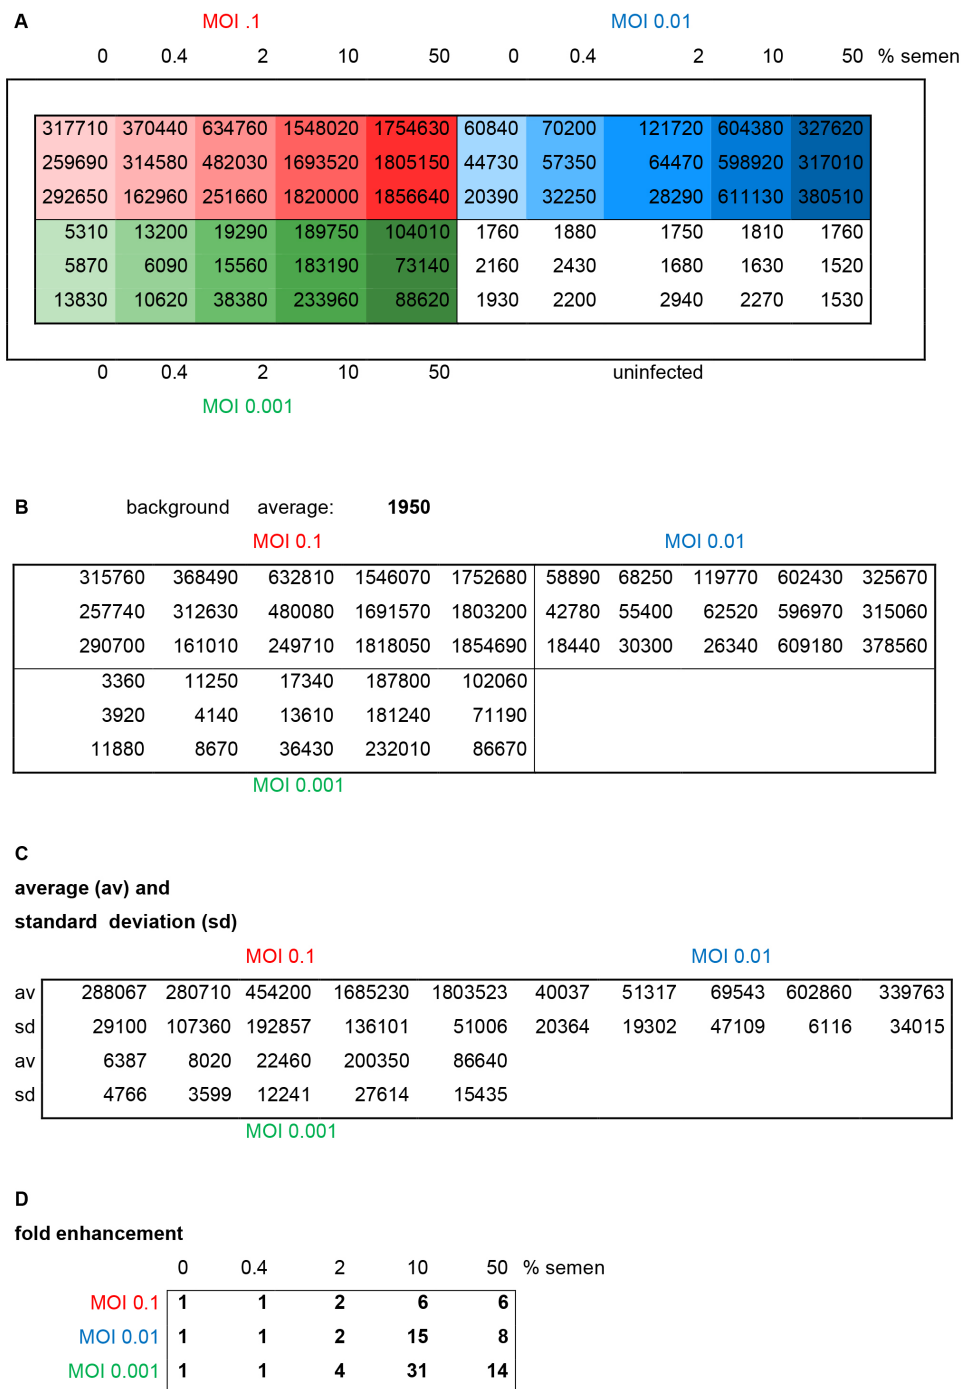 A MOI .1 MOI 0.01
0 0.4 2 10 50 0 0.4 2 10 50 % semen
317710 370440 634760 1548020 1754630 60840 70200 121720 604380 327620
259690 314580 482030 1693520 1805150 44730 57350 64470 598920 317010
292650 162960 251660 1820000 1856640 20390 32250 28290 611130 380510
5310 13200 19290 189750 104010 1760 1880 1750 1810 1760
5870 6090 15560 183190 73140 2160 2430 1680 1630 1520
13830 10620 38380 233960 88620 1930 2200 2940 2270 1530
0 0.4 2 10 50 uninfected
MOI 0.001
B background average: 1950
MOI 0.1 MOI 0.01
315760 368490 632810 1546070 1752680 58890 68250 119770 602430 325670
257740 312630 480080 1691570 1803200 42780 55400 62520 596970 315060
290700 161010 249710 1818050 1854690 18440 30300 26340 609180 378560
3360 11250 17340 187800 102060
3920 4140 13610 181240 71190
11880 8670 36430 232010 86670
MOI 0.001
C
average (av) and
standard deviation (sd)
MOI 0.1 MOI 0.01
av 288067 280710 454200 1685230 1803523 40037 51317 69543 602860 339763
sd 29100 107360 192857 136101 51006 20364 19302 47109 6116 34015
av 6387 8020 22460 200350 86640
sd 4766 3599 12241 27614 15435
MOI 0.001
D
fold enhancement
0 0.4 2 10 50 % semen
MOI 0.1 1 1 2 6 6
MOI 0.01 1 1 2 15 8
MOI 0.001 1 1 4 31 14